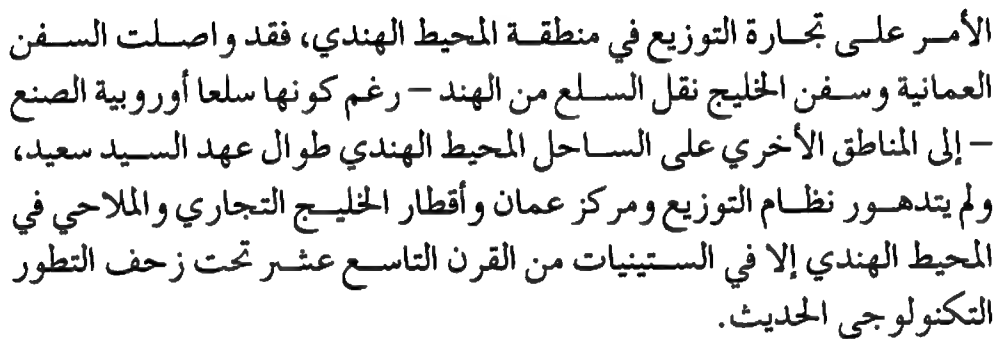 الأمر على تجارة التوزيع في منطقة المحيط الهندي، فقد واصلت السفن
العمانية وسفن الخليج نقل السلع من الهند – رغم كونها سلعا أوروبية الصنع
– إلى المناطق الأخري على الساحل المحيط الهندي طوال عهد السيد سعيد،
ولم يتدهور نظام التوزيع ومركز عمان وأقطار الخليج التجاري والملاحي في
المحيط الهندي إلا في الستينيات من القرن التاسع عشر تحت زحف التطور
التكنولوجي الحديث.